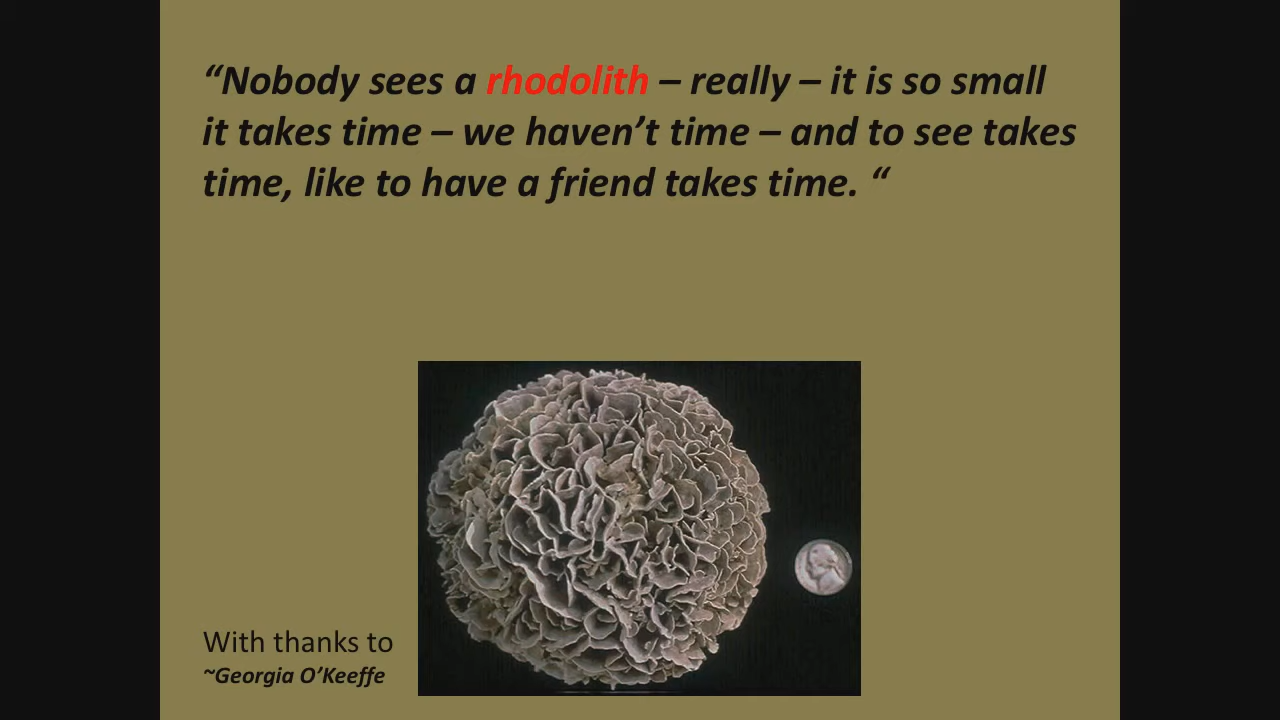 “Nobody sees a rhodolith – really – it is so small
it takes time – we haven’t time – and to see takes
time, like to have a friend takes time. “
With thanks to
~Georgia O’Keeffe